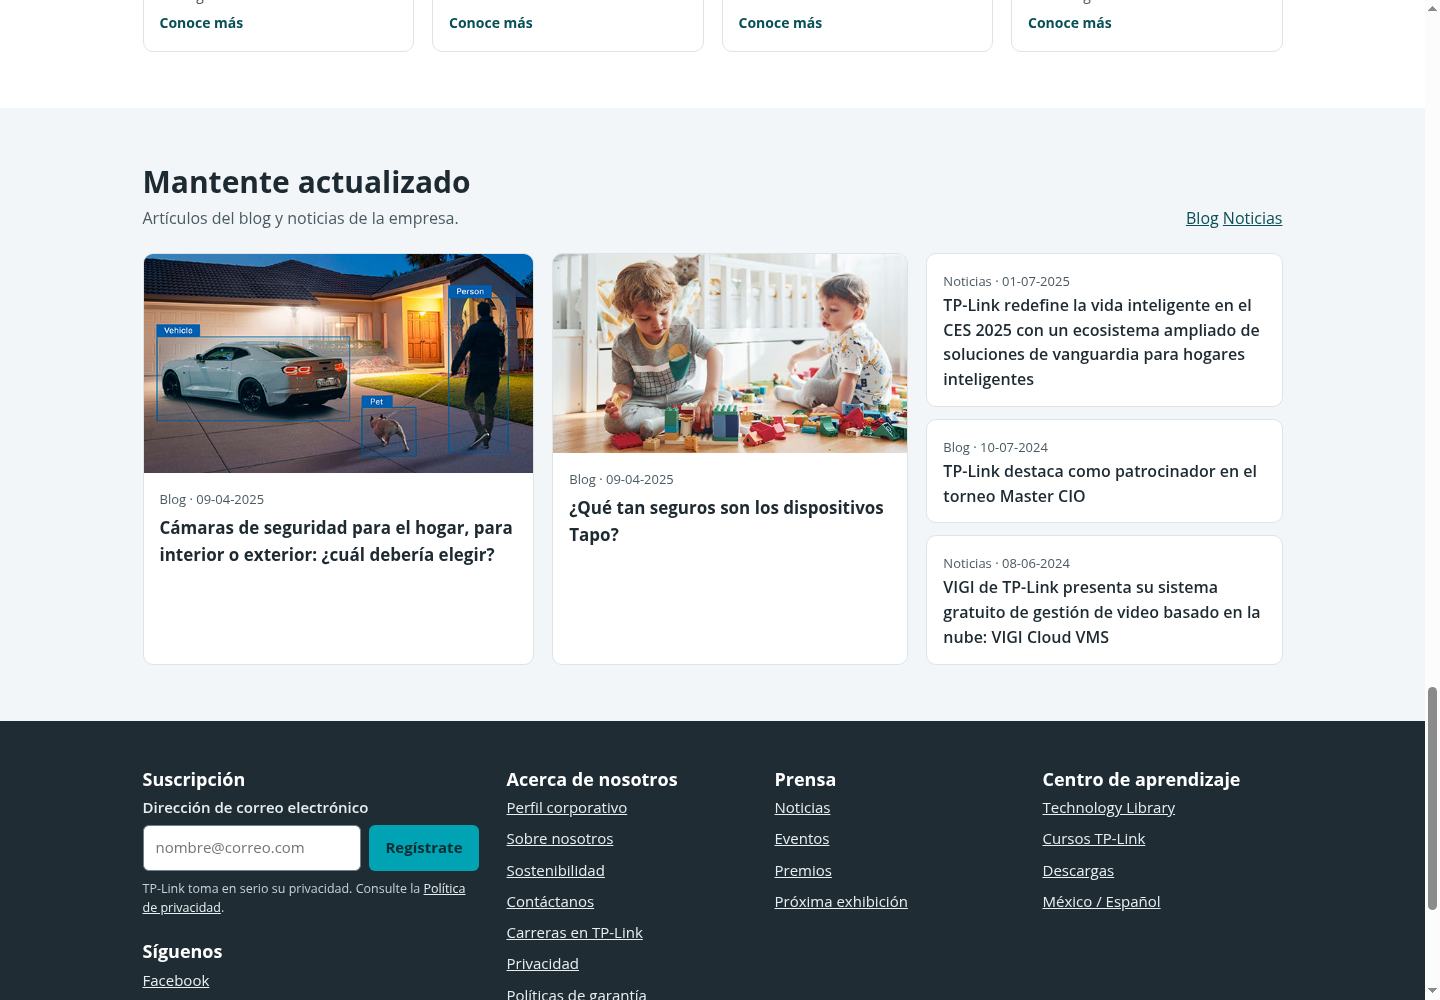 Conoce más
Conoce más
Conoce más
Conoce más
Mantente actualizado
Artículos del blog y noticias de la empresa.
Blog Noticias
Vehicle
Person
Pet
Blog · 09-04-2025
Cámaras de seguridad para el hogar, para
interior o exterior: ¿cuál debería elegir?
Blog · 09-04-2025
¿Qué tan seguros son los dispositivos
Tapo?
Noticias · 01-07-2025
TP-Link redefine la vida inteligente en el
CES 2025 con un ecosistema ampliado de
soluciones de vanguardia para hogares
inteligentes
Blog · 10-07-2024
TP-Link destaca como patrocinador en el
torneo Master CIO
Noticias · 08-06-2024
VIGI de TP-Link presenta su sistema
gratuito de gestión de video basado en la
nube: VIGI Cloud VMS
Suscripción
Dirección de correo electrónico
nombre@correo.com
Regístrate
TP-Link toma en serio su privacidad. Consulte la Política
de privacidad.
Síguenos
Facebook
Acerca de nosotros
Perfil corporativo
Sobre nosotros
Sostenibilidad
Contáctanos
Carreras en TP-Link
Privacidad
Políticas de garantía
Prensa
Noticias
Eventos
Premios
Próxima exhibición
Centro de aprendizaje
Technology Library
Cursos TP-Link
Descargas
México / Español